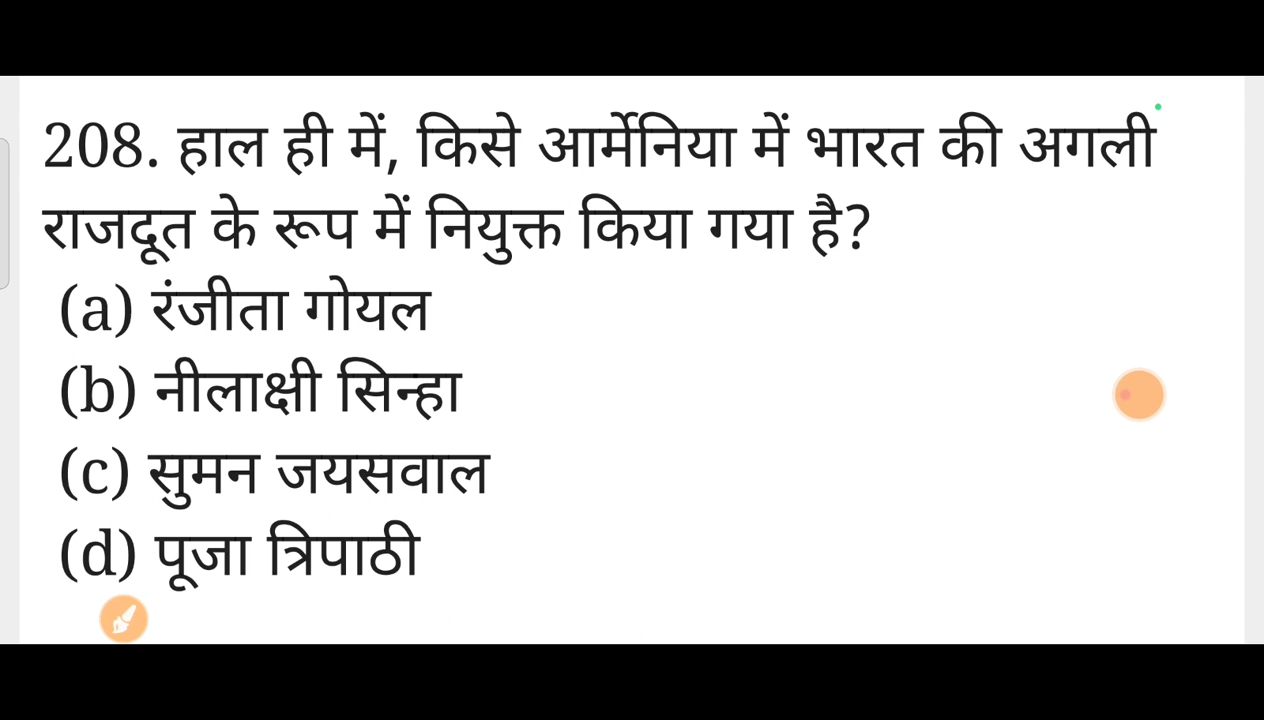 208. हाल ही में, किसे आर्मेनिया में भारत की अगली
राजदूत के रूप में नियुक्त किया गया है?
(a) रंजीता गोयल
(b) नीलाक्षी सिन्हा
(c) सुमन जयसवाल
(d) पूजा त्रिपाठी